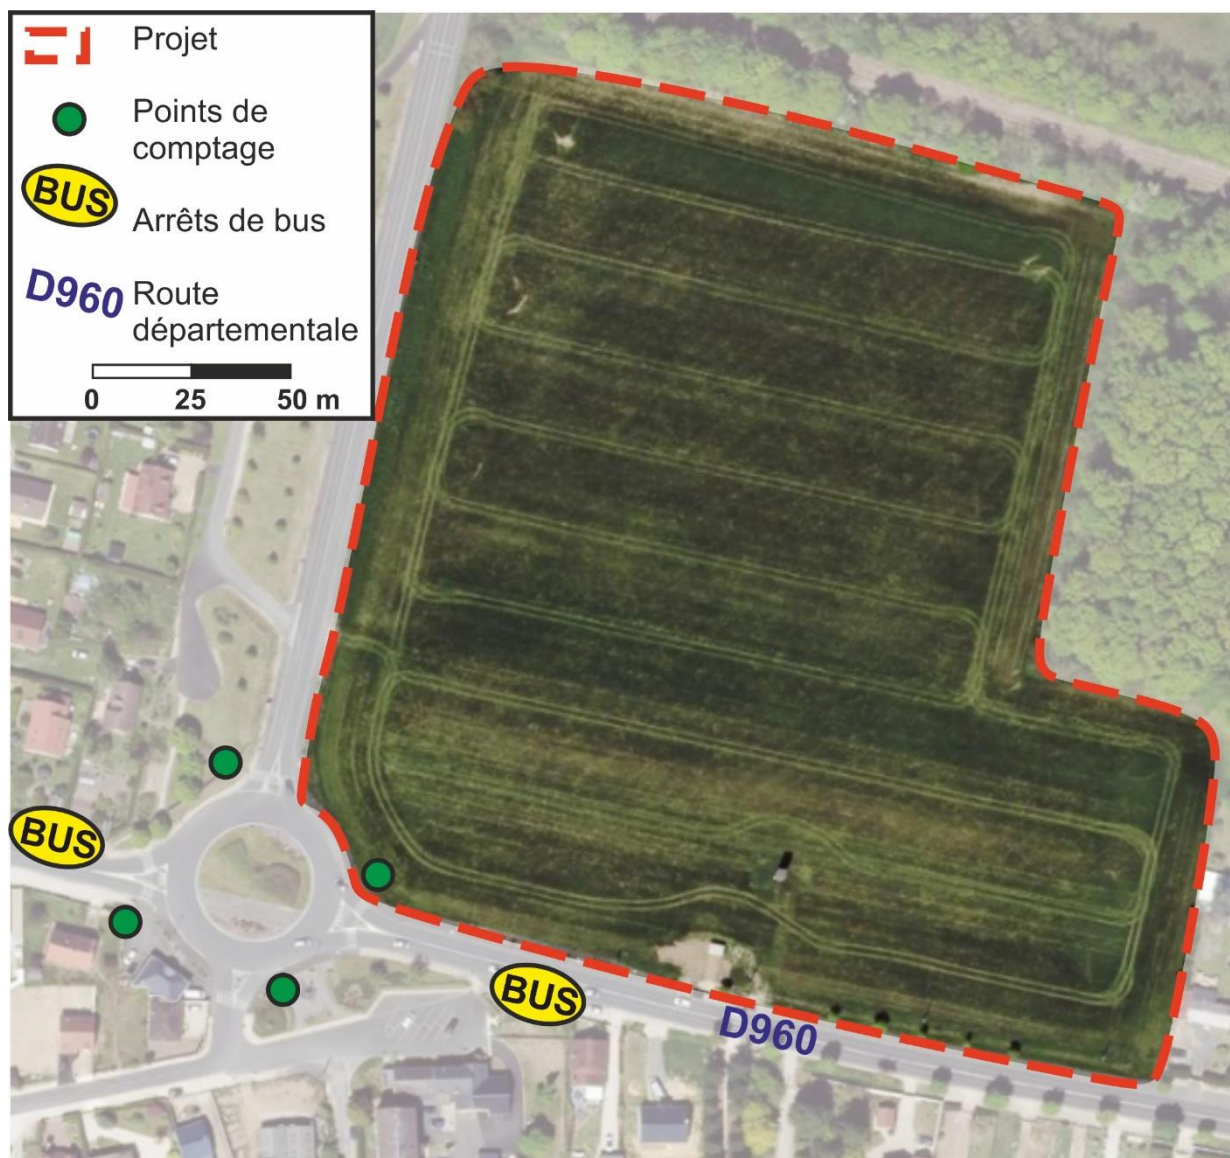 Projet
Points de
comptage
BUS
Arrêts de bus
D960
Route
départementale
0 25 50 m
BUS
BUS
D960